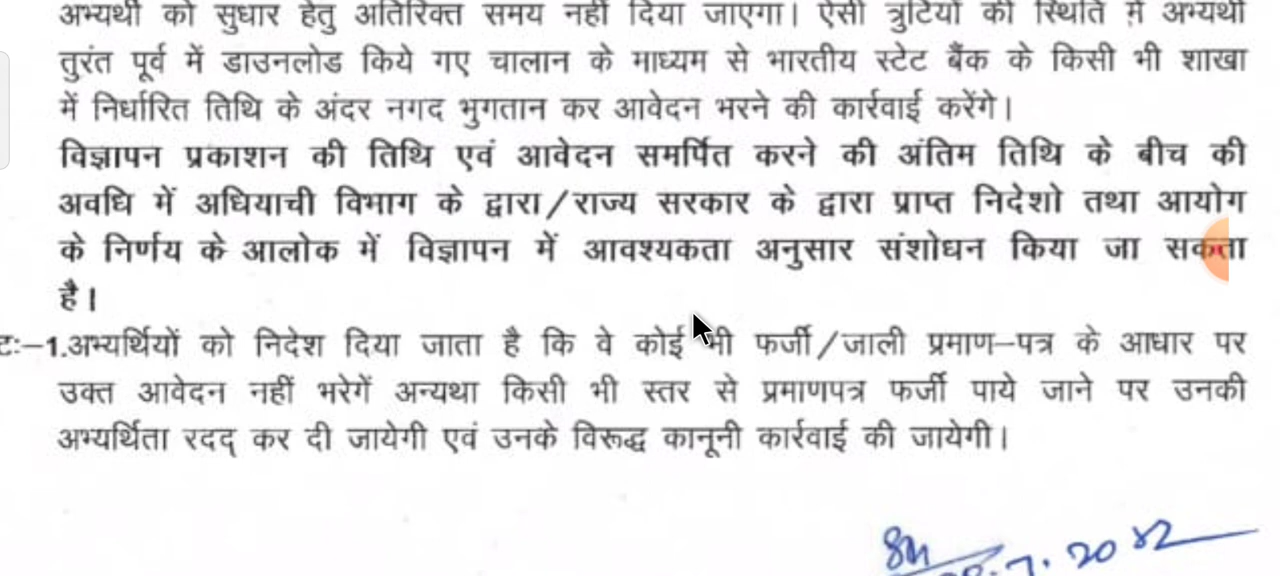 अभ्यर्थी को सुधार हेतु अतिरिक्त समय नहीं दिया जाएगा। ऐसी त्रुटियों की स्थिति में अभ्यर्थी
तुरंत पूर्व में डाउनलोड किये गए चालान के माध्यम से भारतीय स्टेट बैंक के किसी भी शाखा
में निर्धारित तिथि के अंदर नगद भुगतान कर आवेदन भरने की कार्रवाई करेंगे।
विज्ञापन प्रकाशन की तिथि एवं आवेदन समर्पित करने की अंतिम तिथि के बीच की
अवधि में अधियाची विभाग के द्वारा/राज्य सरकार के द्वारा प्राप्त निदेशो तथा आयोग
के निर्णय के आलोक में विज्ञापन में आवश्यकता अनुसार संशोधन किया जा सकता
है।
टः–1.अभ्यर्थियों को निदेश दिया जाता है कि वे कोई भी फर्जी/जाली प्रमाण–पत्र के आधार पर
उक्त आवेदन नहीं भरेगें अन्यथा किसी भी स्तर से प्रमाणपत्र फर्जी पाये जाने पर उनकी
अभ्यर्थिता रदद् कर दी जायेगी एवं उनके विरूद्ध कानूनी कार्रवाई की जायेगी।